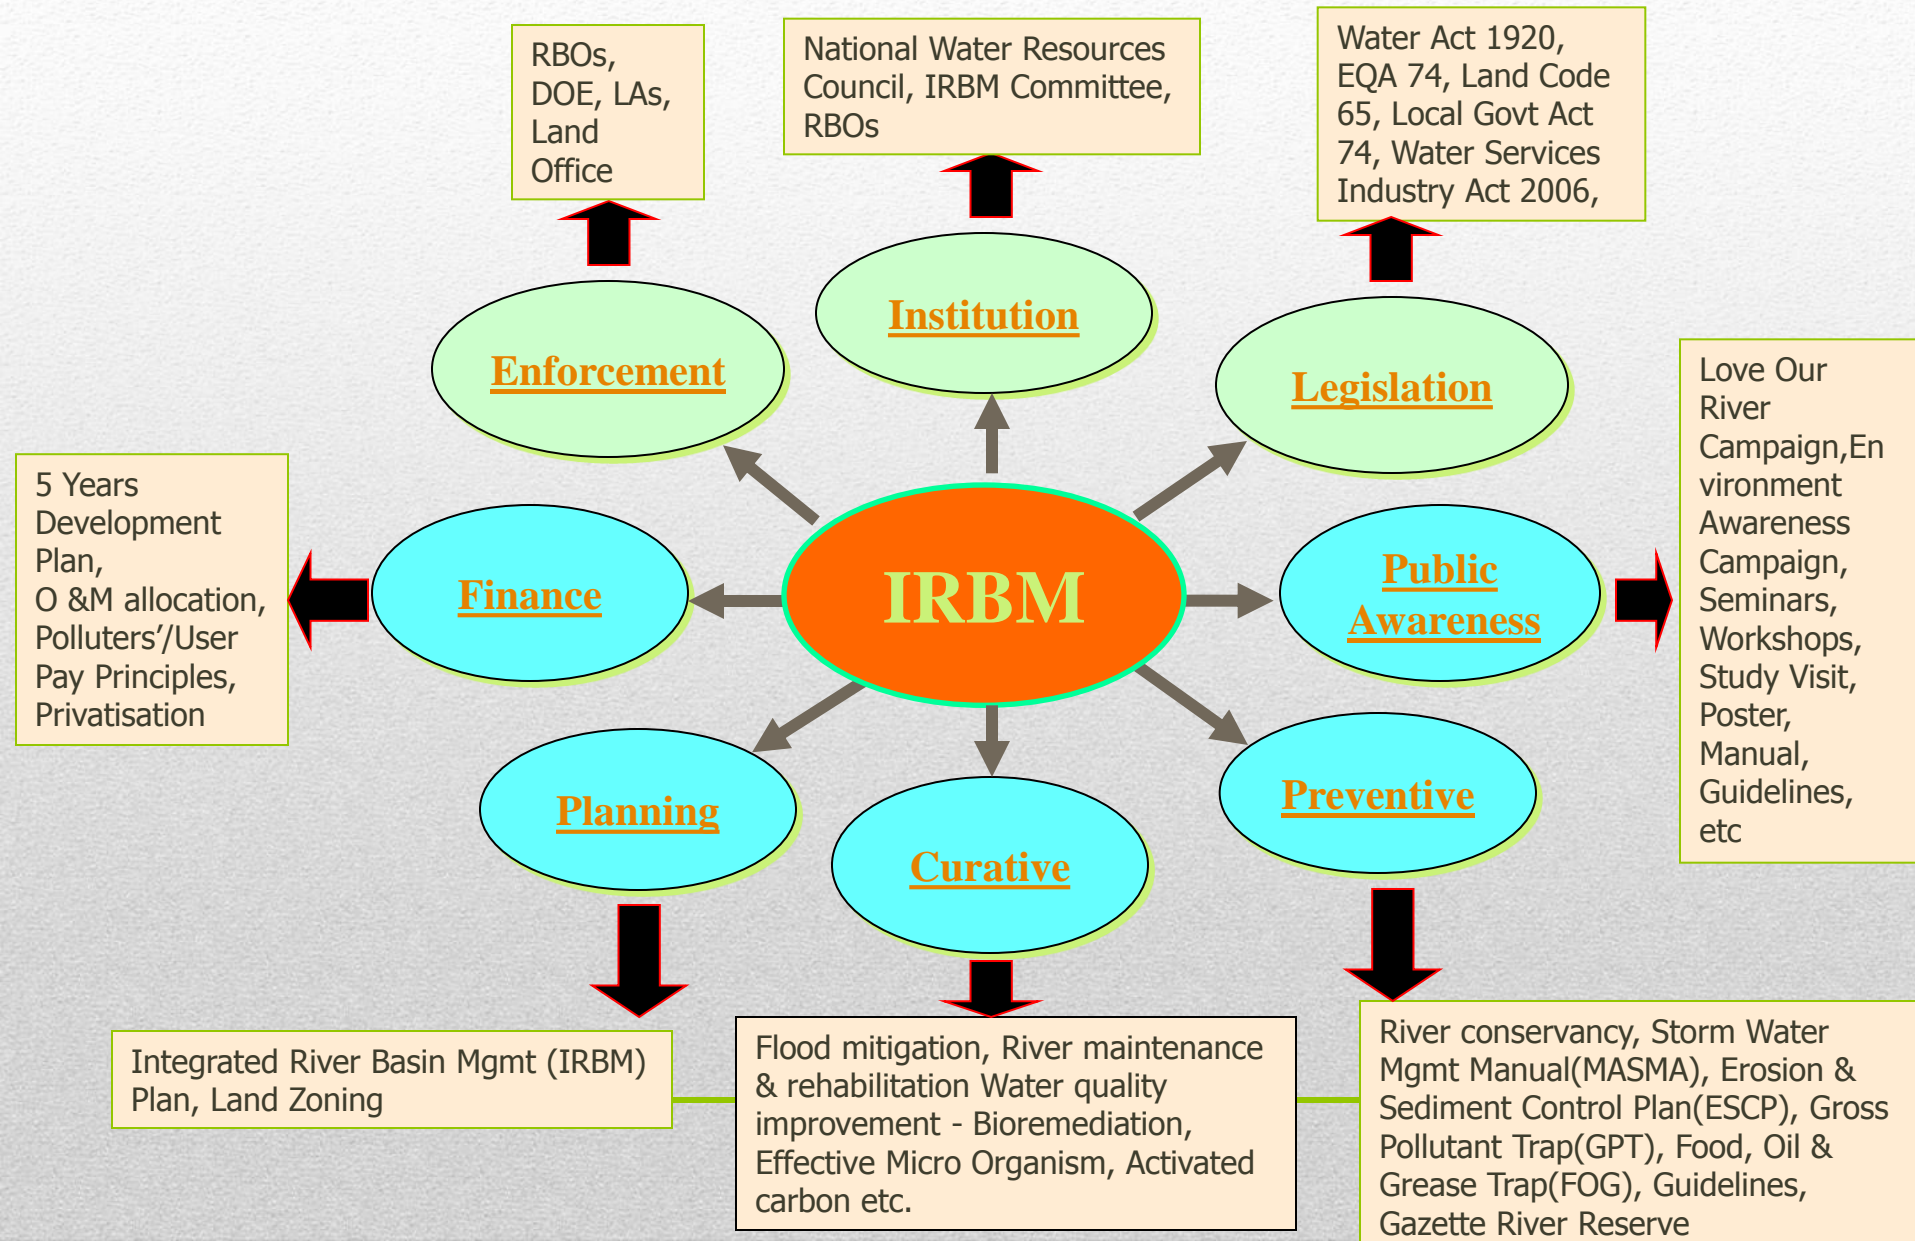 RBOs,
DOE, LAs,
Land
Office
National Water Resources
Council, IRBM Committee,
RBOs
Water Act 1920,
EQA 74, Land Code
65, Local Govt Act
74, Water Services
Industry Act 2006,
Enforcement
Institution
Legislation
5 Years
Development
Plan,
O &M allocation,
Polluters’/User
Pay Principles,
Privatisation
Finance
IRBM
Public
Awareness
Love Our
River
Campaign,En
vironment
Awareness
Campaign,
Seminars,
Workshops,
Study Visit,
Poster,
Manual,
Guidelines,
etc
Planning
Curative
Preventive
Integrated River Basin Mgmt (IRBM)
Plan, Land Zoning
Flood mitigation, River maintenance
& rehabilitation Water quality
improvement - Bioremediation,
Effective Micro Organism, Activated
carbon etc.
River conservancy, Storm Water
Mgmt Manual(MASMA), Erosion &
Sediment Control Plan(ESCP), Gross
Pollutant Trap(GPT), Food, Oil &
Grease Trap(FOG), Guidelines,
Gazette River Reserve